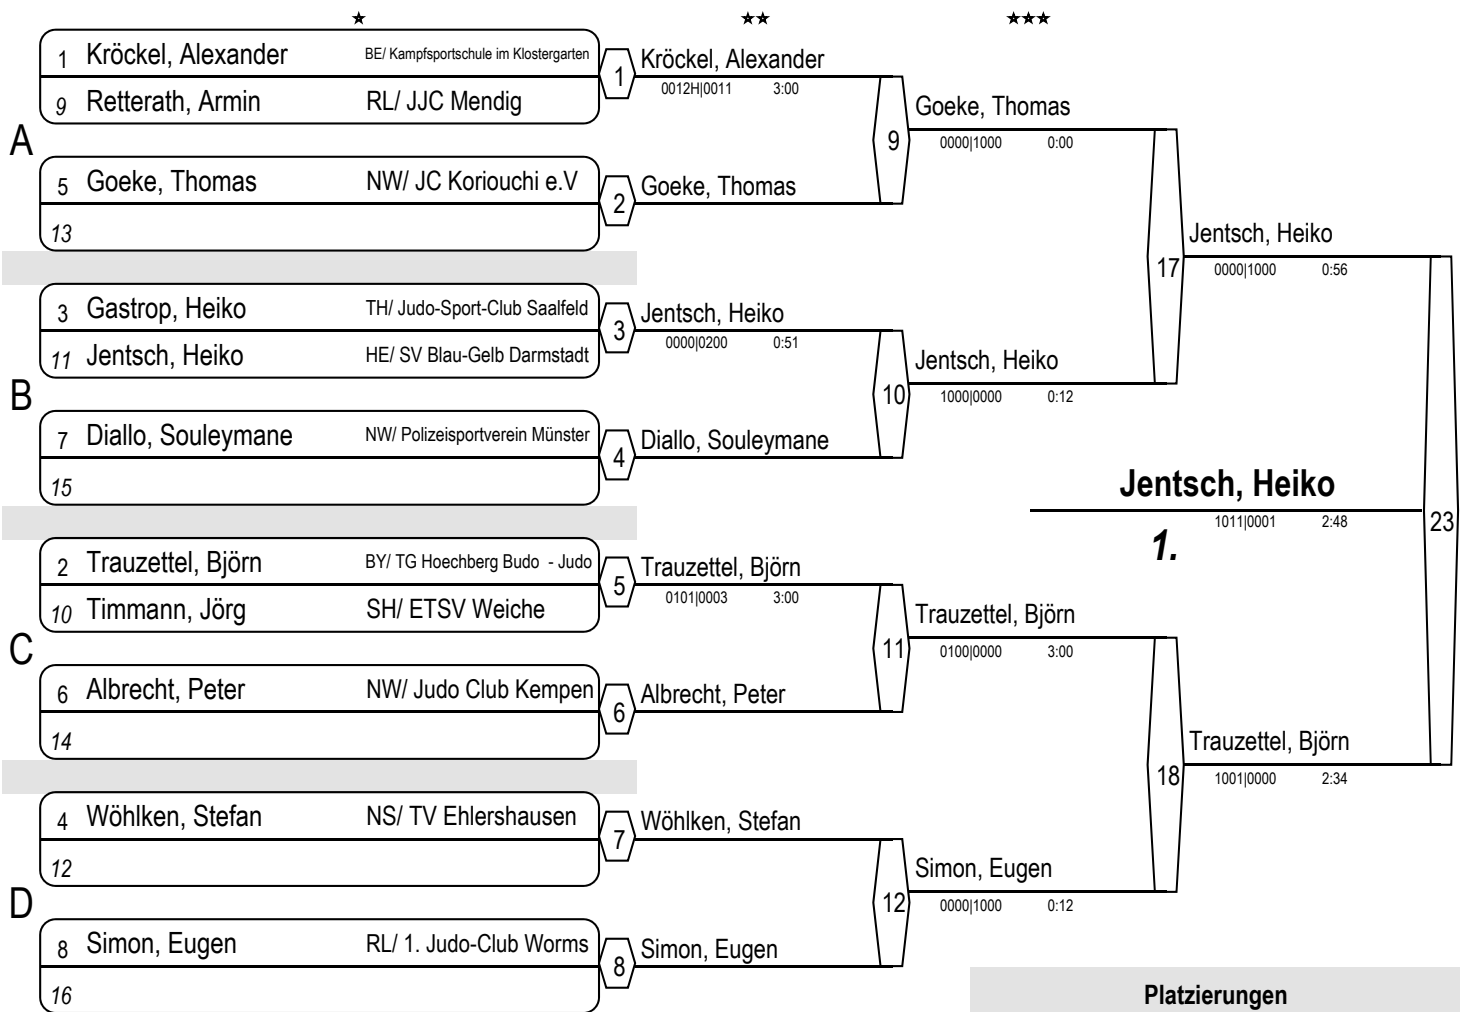 ★ ★★ ★★★
1 Kröckel, Alexander BE/ Kampfsportschule im Klostergarten
9 Retterath, Armin RL/ JJC Mendig
A
5 Goeke, Thomas NW/ JC Koriouchi e.V
13
3 Gastrop, Heiko TH/ Judo-Sport-Club Saalfeld
11 Jentsch, Heiko HE/ SV Blau-Gelb Darmstadt
B
7 Diallo, Souleymane NW/ Polizeisportverein Münster
15
2 Trauzettel, Björn BY/ TG Hoechberg Budo - Judo
10 Timmann, Jörg SH/ ETSV Weiche
C
6 Albrecht, Peter NW/ Judo Club Kempen
14
4 Wöhlken, Stefan NS/ TV Ehlershausen
12
D
8 Simon, Eugen RL/ 1. Judo-Club Worms
16
1 Kröckel, Alexander
0012H|0011 3:00
2 Goeke, Thomas
3 Jentsch, Heiko
0000|0200 0:51
4 Diallo, Souleymane
5 Trauzettel, Björn
0101|0003 3:00
6 Albrecht, Peter
7 Wöhlken, Stefan
8 Simon, Eugen
9 Goeke, Thomas
0000|1000 0:00
10 Jentsch, Heiko
1000|0000 0:12
11 Trauzettel, Björn
0100|0000 3:00
12 Simon, Eugen
0000|1000 0:12
17 Jentsch, Heiko
0000|1000 0:56
18 Trauzettel, Björn
1001|0000 2:34
Jentsch, Heiko
1011|0001 2:48
23
1.
Platzierungen